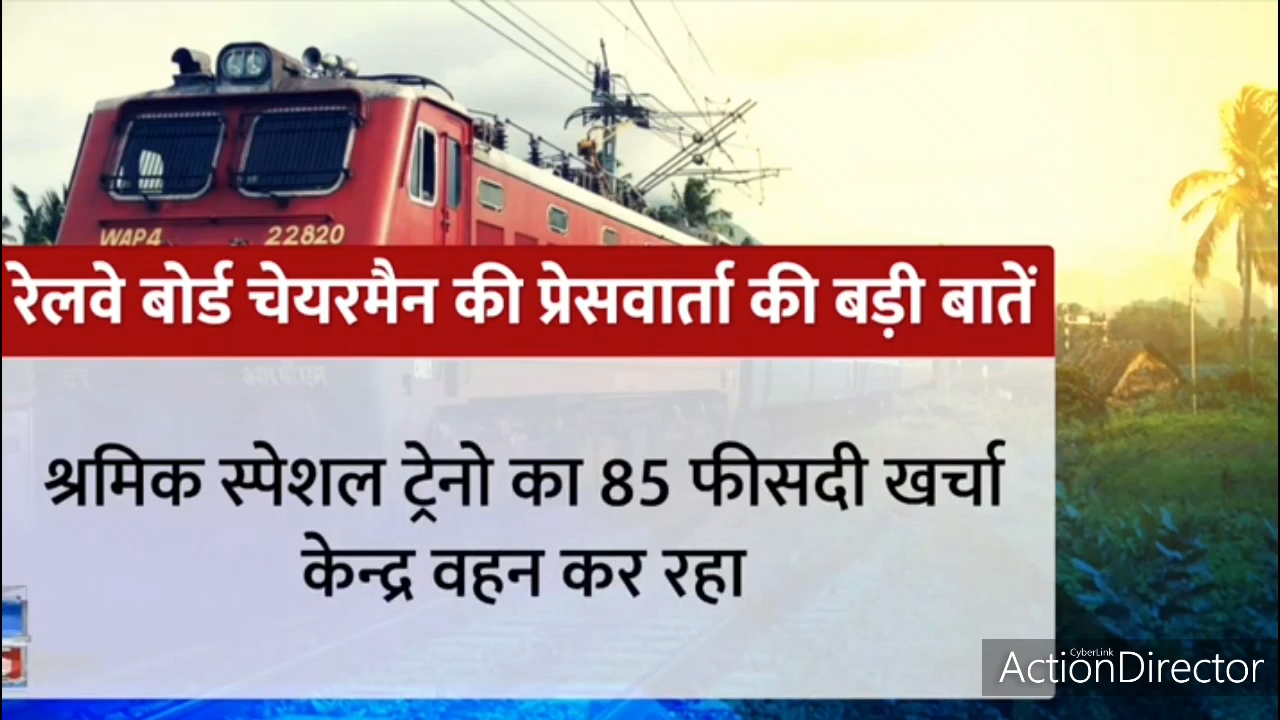 WAP4 22820
रेलवे बोर्ड चेयरमैन की प्रेसवार्ता की बड़ी बातें
श्रमिक स्पेशल ट्रेनो का 85 फीसदी खर्चा
केन्द्र वहन कर रहा
CyberLink
ActionDirector